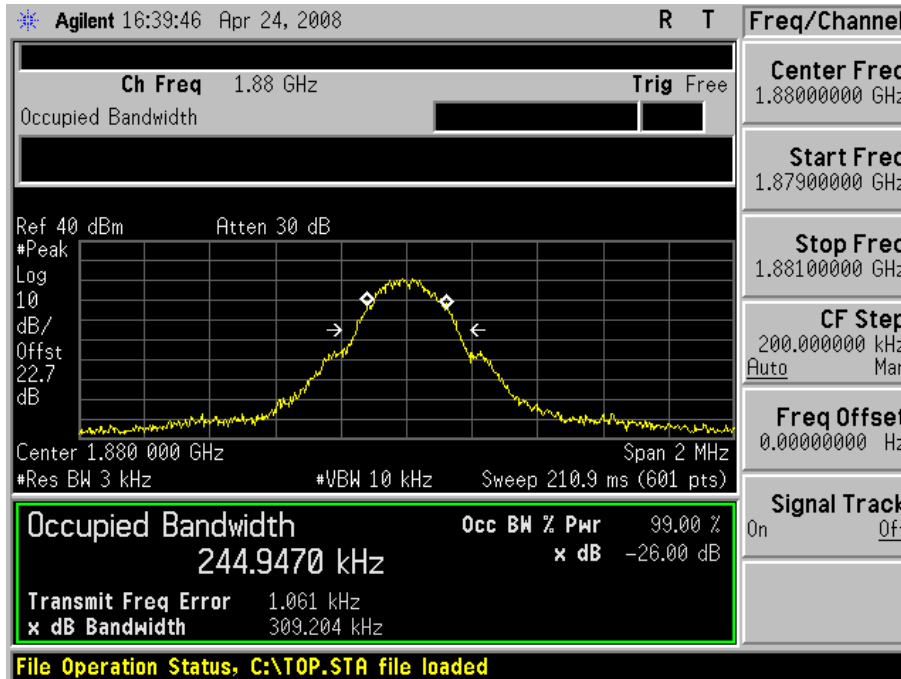 Agilent 16:39:46 Apr 24, 2008 R T
Ch Freq 1.88 GHz Trig Free
Occupied Bandwidth
Ref 40 dBm Atten 30 dB
#Peak
Log
10
dB/
Offst
22.7
dB
Center 1.880 000 GHz Span 2 MHz
#Res BW 3 kHz #VBW 10 kHz Sweep 210.9 ms (601 pts)
Occupied Bandwidth
244.9470 kHz
Occ BW % Pwr 99.00 %
x dB -26.00 dB
Transmit Freq Error 1.061 kHz
x dB Bandwidth 309.204 kHz
File Operation Status, C:\TOP.STA file loaded
Freq/Channel
Center Freq
1.88000000 GHz
Start Freq
1.87900000 GHz
Stop Freq
1.88100000 GHz
CF Step
200.000000 kHz
Auto Man
Freq Offset
0.00000000 Hz
Signal Track
On Off